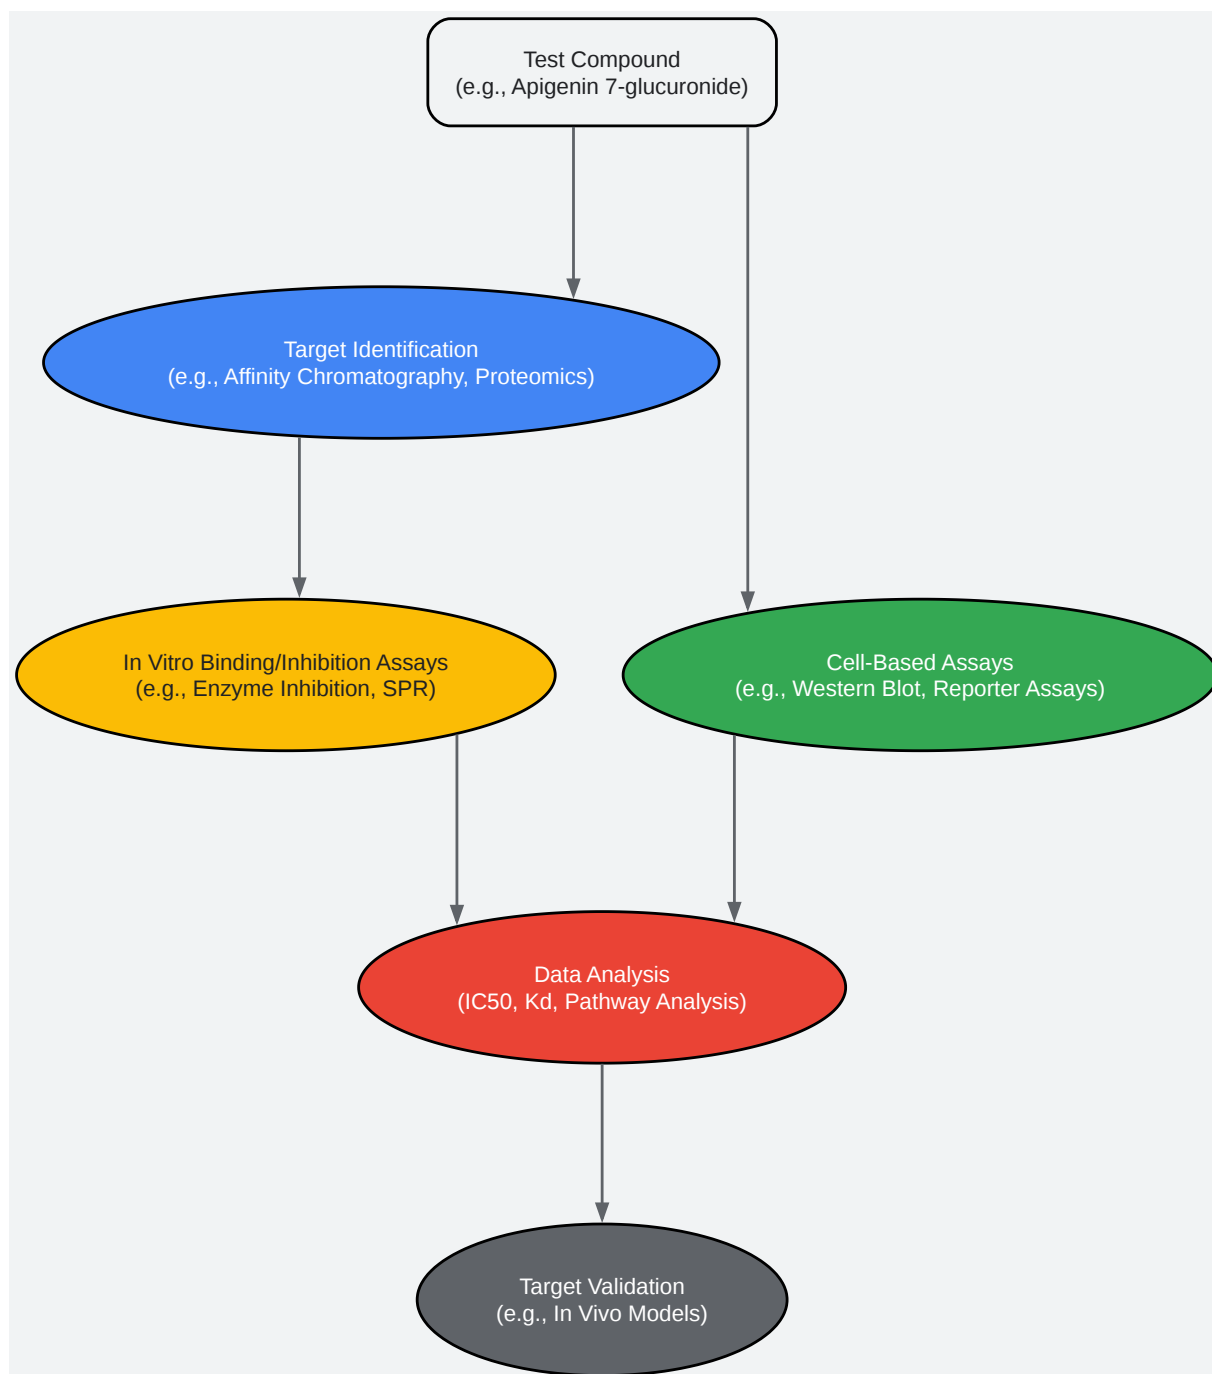 Test Compound
(e.g., Apigenin 7-glucuronide)
Target Identification
(e.g., Affinity Chromatography, Proteomics)
In Vitro Binding/Inhibition Assays
(e.g., Enzyme Inhibition, SPR)
Cell-Based Assays
(e.g., Western Blot, Reporter Assays)
Data Analysis
(IC50, Kd, Pathway Analysis)
Target Validation
(e.g., In Vivo Models)